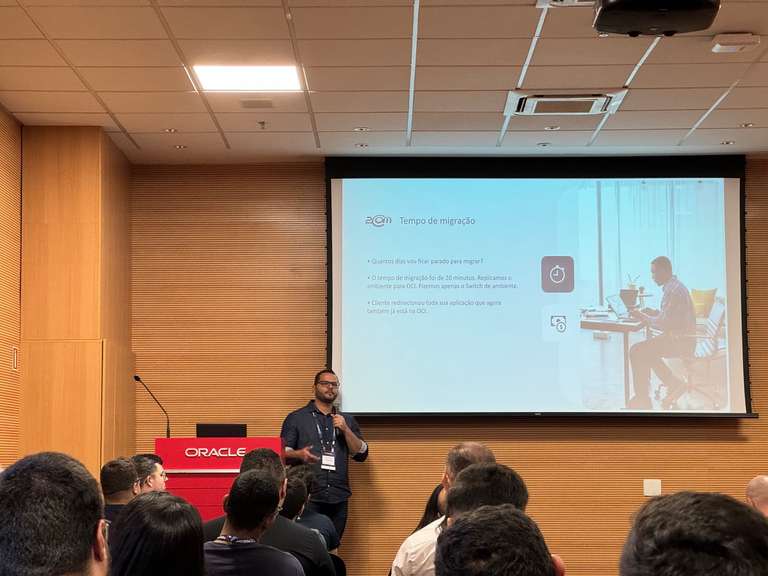 2COM Tempo de migração
• Quantos dias vou ficar parado para migrar?
• O tempo de migração foi de 20 minutos. Replicamos o
ambiente para OCI. Fizemos apenas o Switch de ambiente.
• Cliente redirecionou toda sua aplicação que agora
também já está na OCI.
ORACLE